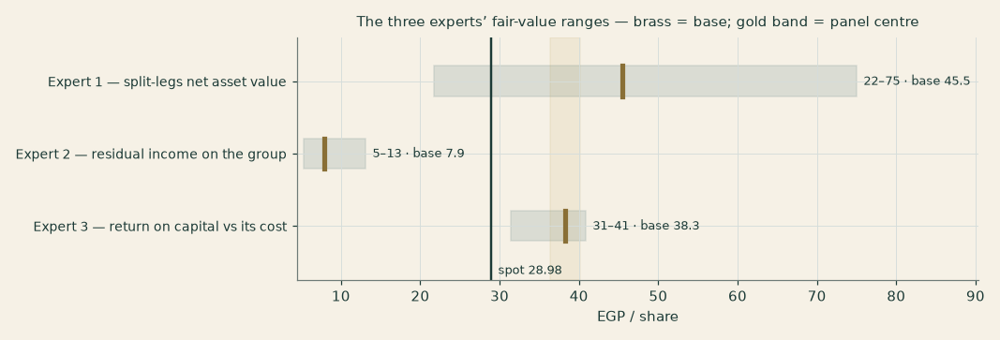 The three experts’ fair-value ranges — brass = base; gold band = panel centre
Expert 1 — split-legs net asset value
22–75 · base 45.5
Expert 2 — residual income on the group
5–13 · base 7.9
Expert 3 — return on capital vs its cost
31–41 · base 38.3
spot 28.98
10 20 30 40 50 60 70 80 90
EGP / share